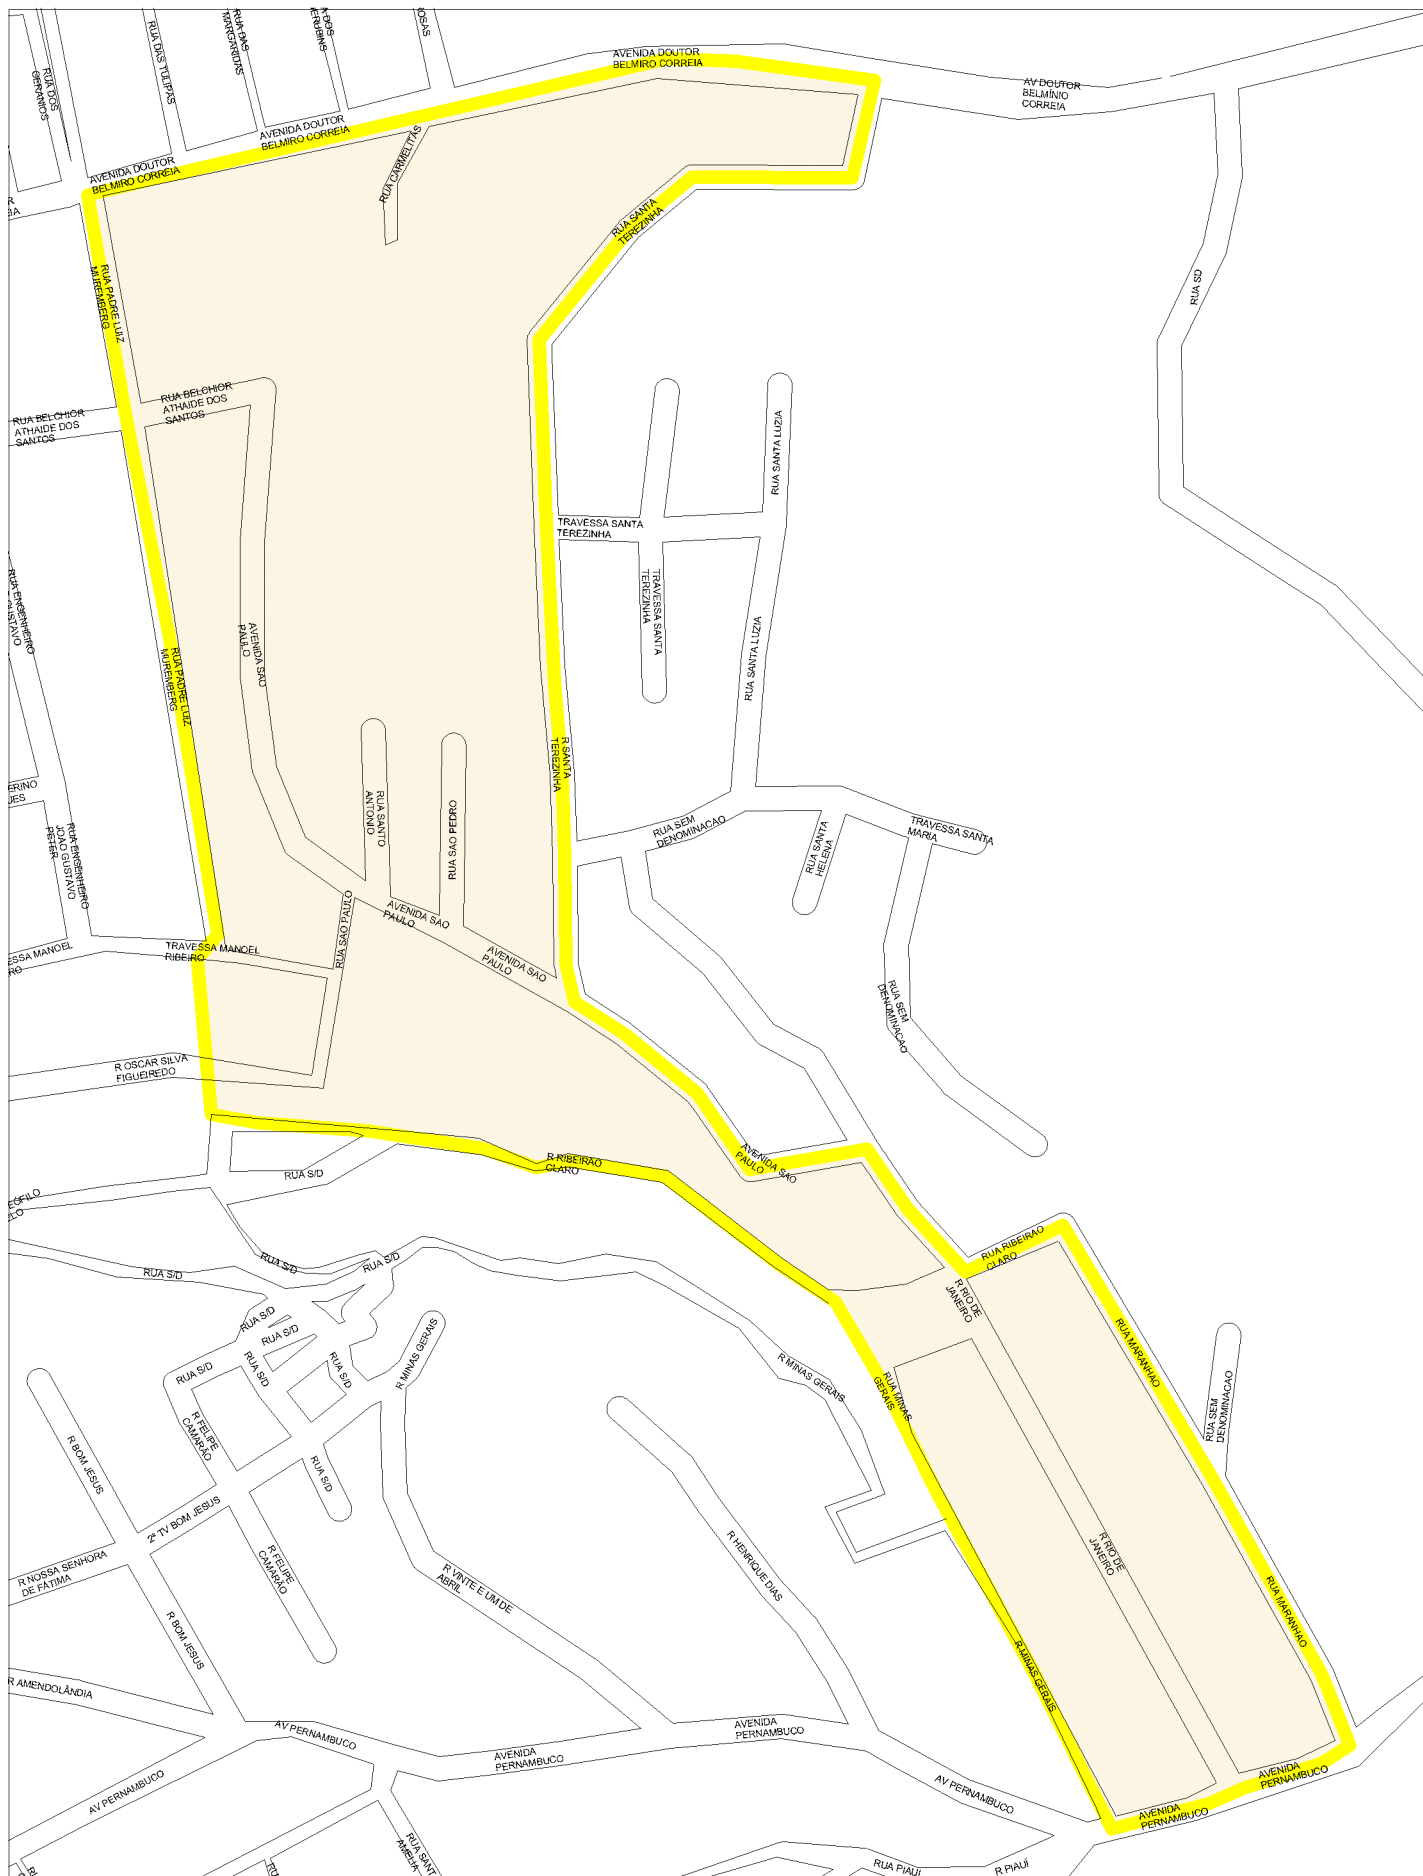 RUA DOS
GERANIOS
RUA DAS TULIPAS
RUA DAS
MARGARIDAS
AVENIDA DOUTOR
BELMIRO CORREIA
AV DOUTOR
BELMÍNIO
CORREIA
AVENIDA DOUTOR
BELMIRO CORREIA
AVENIDA DOUTOR
BELMIRO CORREIA
RUA CARMELITAS
RUA SANTA
TEREZINHA
RUA SD
RUA PADRE LUIZ
MUREMBERG
RUA BELCHIOR
ATHAIDE DOS
SANTOS
RUA BELCHIOR
ATHAIDE DOS
SANTOS
RUA SANTA LUZIA
TRAVESSA SANTA
TEREZINHA
TRAVESSA SANTA
TEREZINHA
RUA ENGENHEIRO
GUSTAVO
AVENIDA SAO
PAULO
RUA PADRE LUIZ
MUREMBERG
RUA SANTA LUZIA
R SANTA
TEREZINHA
RUA SANTO
ANTONIO
RUA SAO PEDRO
RUA SEM
DENOMINACAO
RUA SANTA
HELENA
TRAVESSA SANTA
MARIA
RUA ENGENHEIRO
JOAO GUSTAVO
PETER
AVENIDA SAO
PAULO
RUA SAO PAULO
TRAVESSA MANOEL
RIBEIRO
AVENIDA SAO
PAULO
RUA SEM
DENOMINACAO
R OSCAR SILVA
FIGUEIREDO
AVENIDA SAO
PAULO
R RIBEIRAO
CLARO
RUA S/D
RUA S/D
RUA S/D
RUA S/D
RUA RIBEIRAO
CLARO
R RIO DE
JANEIRO
RUA S/D
RUA S/D
RUA S/D
RUA S/D
RUA S/D
R MINAS GERAIS
R MINAS GERAIS
RUA MINAS
GERAIS
RUA MARANHAO
RUA SEM
DENOMINACAO
R FELIPE
CAMARÃO
R BOM JESUS
RUA S/D
2ª TV BOM JESUS
R NOSSA SENHORA
DE FÁTIMA
R FELIPE
CAMARÃO
R VINTE E UM DE
ABRIL
R HENRIQUE DIAS
R RIO DE
JANEIRO
RUA MARANHAO
R BOM JESUS
R MINAS GERAIS
R AMENDOLÂNDIA
AV PERNAMBUCO
AVENIDA
PERNAMBUCO
AVENIDA
PERNAMBUCO
AV PERNAMBUCO
AV PERNAMBUCO
AVENIDA
PERNAMBUCO
AVENIDA
PERNAMBUCO
RUA PIAUI
R PIAUÍ